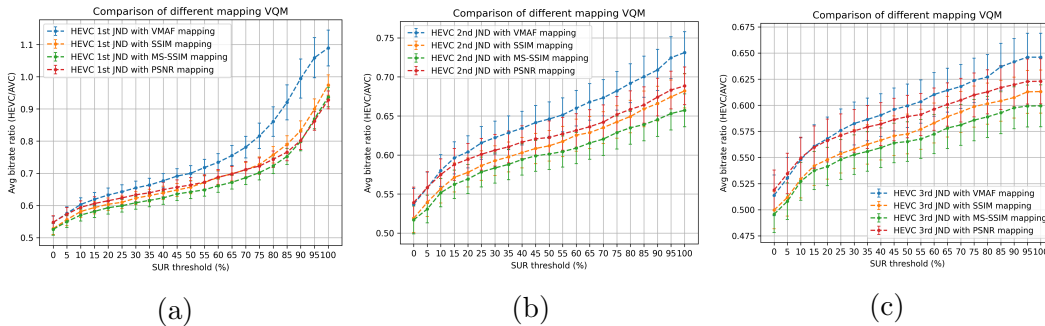 Comparison of different mapping VQM
HEVC 1st JND with VMAF mapping
HEVC 1st JND with SSIM mapping
HEVC 1st JND with MS-SSIM mapping
HEVC 1st JND with PSNR mapping
Avg bitrate ratio (HEVC/AVC)
1.1
1.0
0.9
0.8
0.7
0.6
0.5
0 5 10 15 20 25 30 35 40 45 50 55 60 65 70 75 80 85 90 95 100
SUR threshold (%)
(a)
Comparison of different mapping VQM
HEVC 2nd JND with VMAF mapping
HEVC 2nd JND with SSIM mapping
HEVC 2nd JND with MS-SSIM mapping
HEVC 2nd JND with PSNR mapping
Avg bitrate ratio (HEVC/AVC)
0.75
0.70
0.65
0.60
0.55
0.50
0 5 10 15 20 25 30 35 40 45 50 55 60 65 70 75 80 85 90 95 100
SUR threshold (%)
(b)
Comparison of different mapping VQM
Avg bitrate ratio (HEVC/AVC)
0.675
0.650
0.625
0.600
0.575
0.550
0.525
0.500
0.475
HEVC 3rd JND with VMAF mapping
HEVC 3rd JND with SSIM mapping
HEVC 3rd JND with MS-SSIM mapping
HEVC 3rd JND with PSNR mapping
0 5 10 15 20 25 30 35 40 45 50 55 60 65 70 75 80 85 90 95 100
SUR threshold (%)
(c)